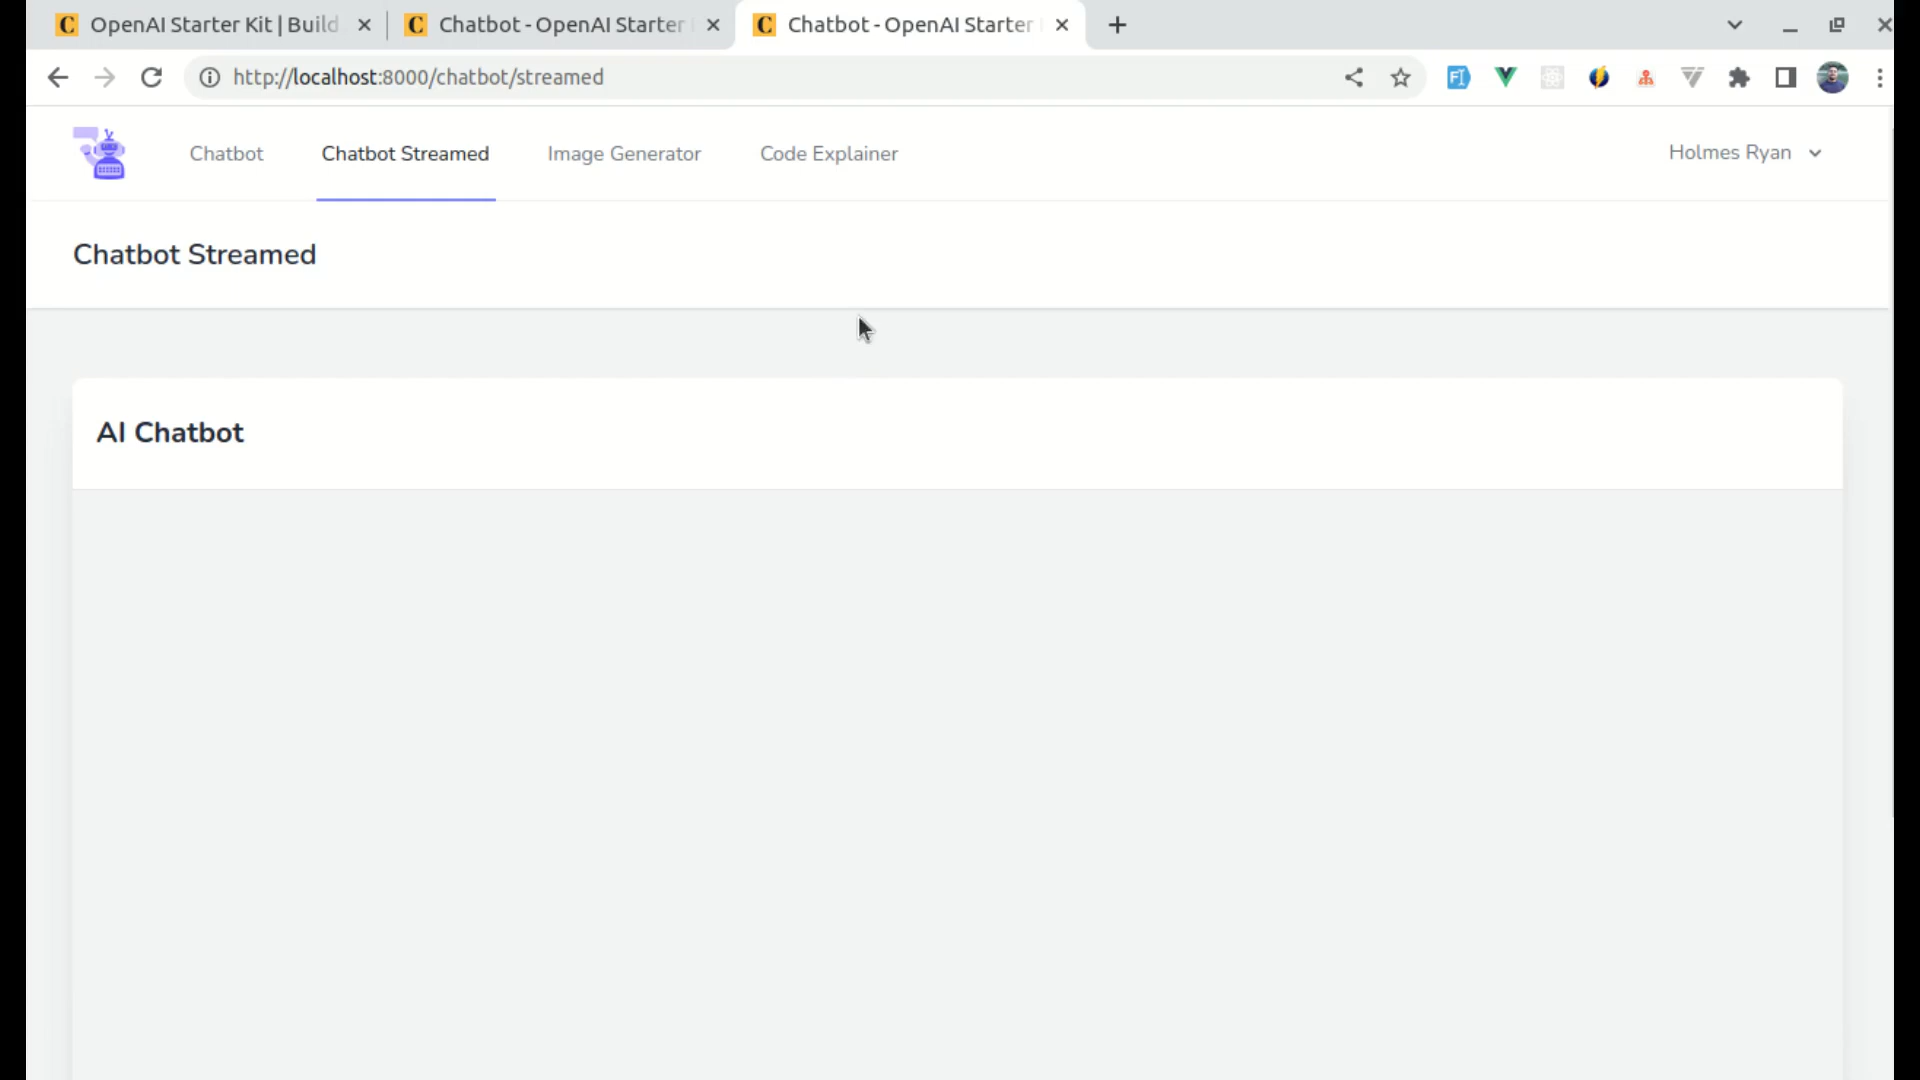 C OpenAI Starter Kit | Build
C Chatbot - OpenAI Starter
C Chatbot - OpenAI Starter
http://localhost:8000/chatbot/streamed
Chatbot
Chatbot Streamed
Image Generator
Code Explainer
Holmes Ryan
Chatbot Streamed
AI Chatbot